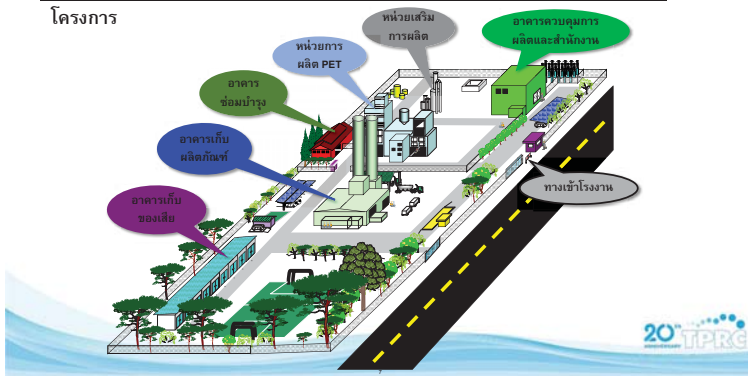 โครงการ
หน่วยเสริม
การผลิต
อาคารควบคุมการ
ผลิตและสำนักงาน
หน่วยการ
ผลิต PET
อาคาร
ซ่อมบำรุง
อาคารเก็บ
ผลิตภัณฑ์
ทางเข้าโรงงาน
อาคารเก็บ
ของเสีย
20th TPRC
ANNIVERSARY